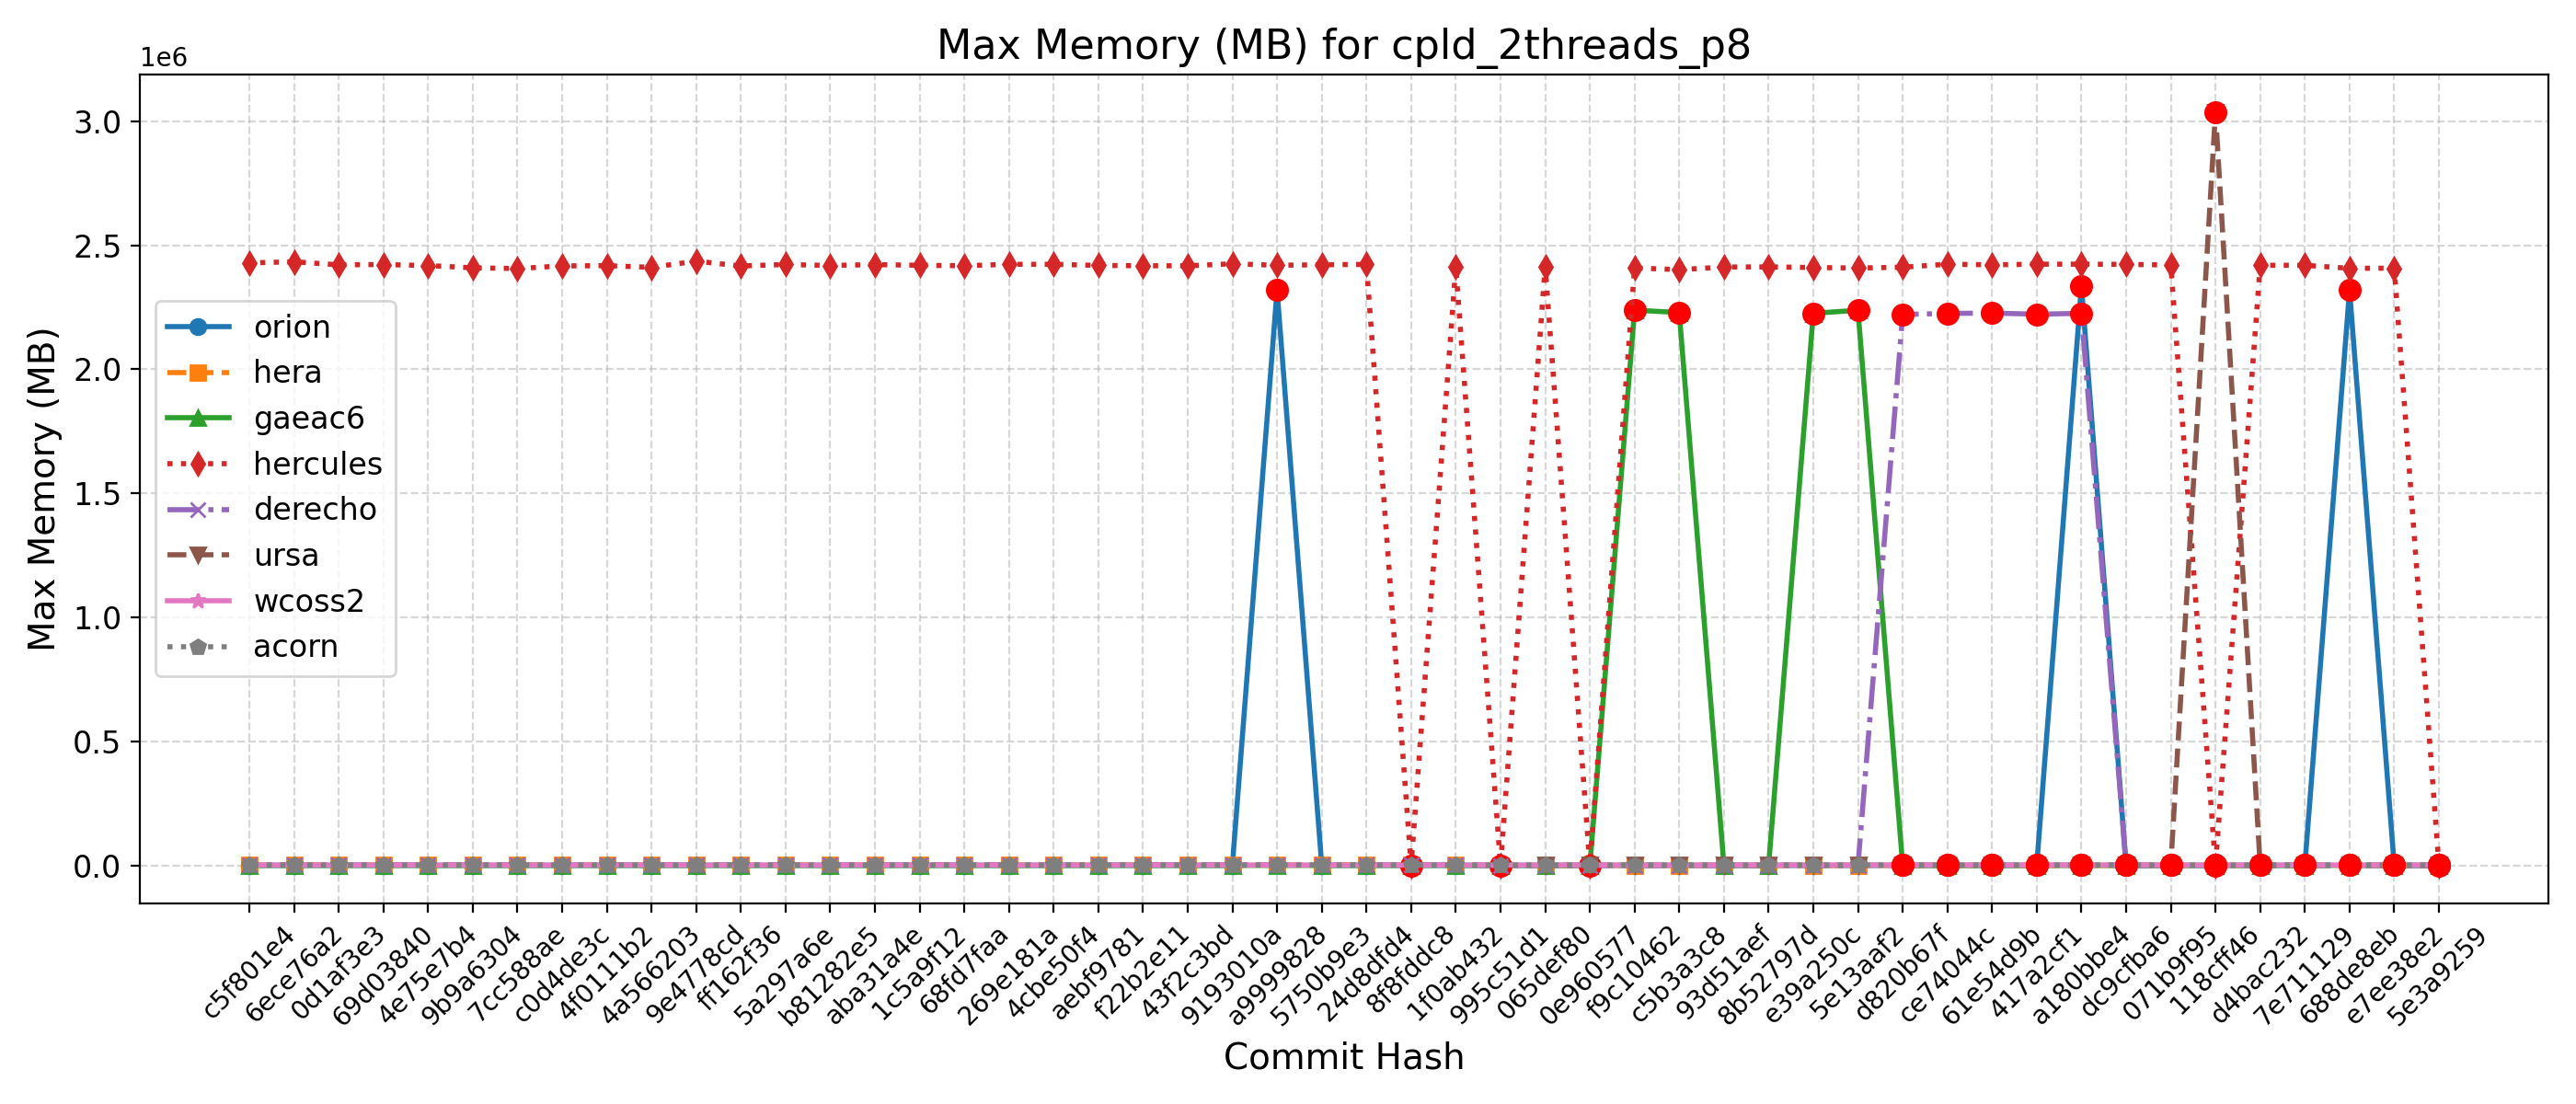 Max Memory (MB) for cpld_2threads_p8
1e6
3.0
2.5
2.0
1.5
1.0
0.5
0.0
Max Memory (MB)
orion
hera
gaeac6
hercules
derecho
ursa
wcoss2
acorn
c5f801e4
6ece76a2
0d1af3e3
69d03840
4e75e7b4
9b9a6304
7cc588ae
c0d4de3c
4f0111b2
4a566203
9e4778cd
ff162f36
5a297a6e
b81282e5
aba31a4e
1c5a9f12
68fd7faa
269e181a
4cbe50f4
aebf9781
f22b2e11
43f2c3bd
9193010a
a9999828
5750b9e3
24d8dfd4
8f8fddc8
1f0ab432
995c51d1
065def80
0e960577
f9c10462
c5b3a3c8
93d51aef
8b52797d
e39a250c
5e13aaf2
d820b67f
ce74044c
61e54d9b
417a2cf1
a180bbe4
dc9cfba6
071b9f95
118cff46
d4bac232
7e711129
688de8eb
e7ee38e2
5e3a9259
Commit Hash